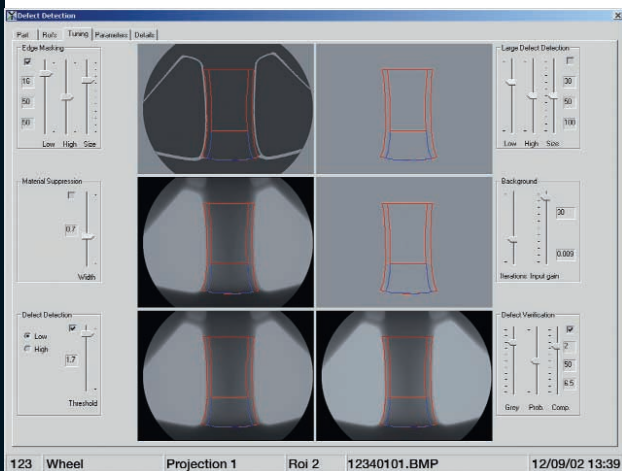 Defect Detection
Part Roi's Tuning Parameters Details
Edge Masking
16
50
50
Low High Size
Large Defect Detection
30
50
100
Low High Size
Material Suppression
0.7
Width
Background
30
0.009
Iterations Input gain
Defect Detection
Low
High
1.7
Threshold
Defect Verification
2
50
6.5
Grey Prob. Comp.
123 Wheel Projection 1 Roi 2 12340101.BMP 12/09/02 13:39